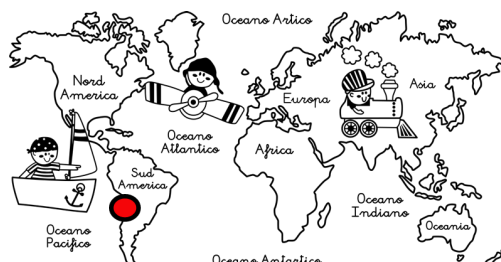 Oceano Artico
Nord
America
Europa
Asia
Oceano
Atlantico
Africa
Sud
America
Oceano
Indiano
Oceania
Oceano
Pacifico
Oceano Antartico